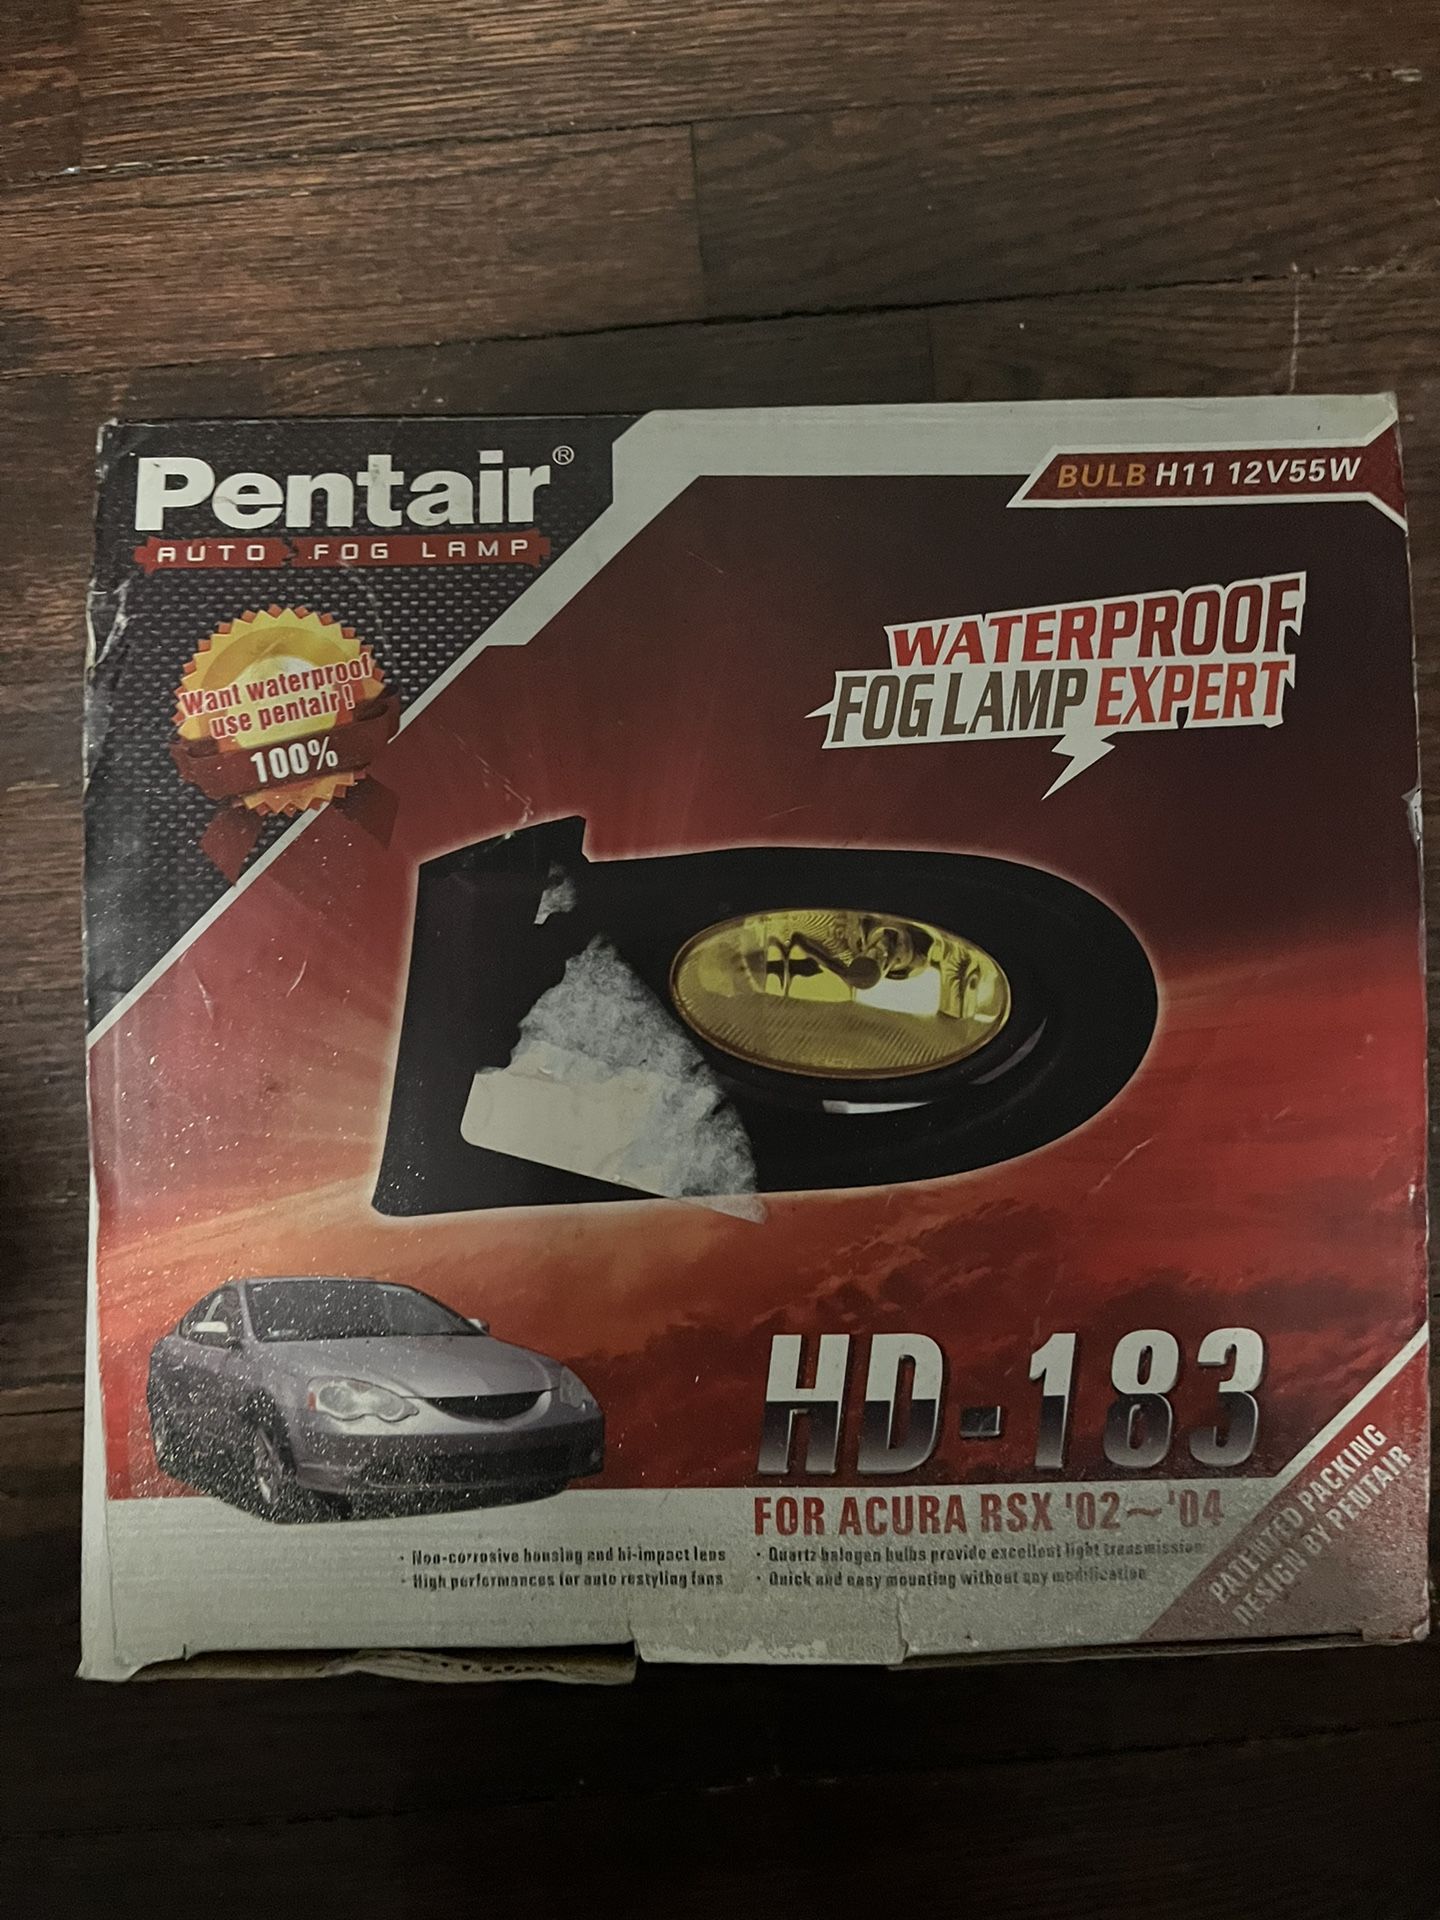 Pentair®
AUTO FOG LAMP
BULB H11 12V55W
Want waterproof
use pentair!
100%
WATERPROOF
FOG LAMP EXPERT
HD-183
FOR ACURA RSX '02~'04
· Non-corrosive housing and hi-impact lens
· High performances for auto restyling fans
· Quartz halogen bulbs provide excellent light transmission
· Quick and easy mounting without any modification
PATENTED PACKING
DESIGN BY PENTAIR